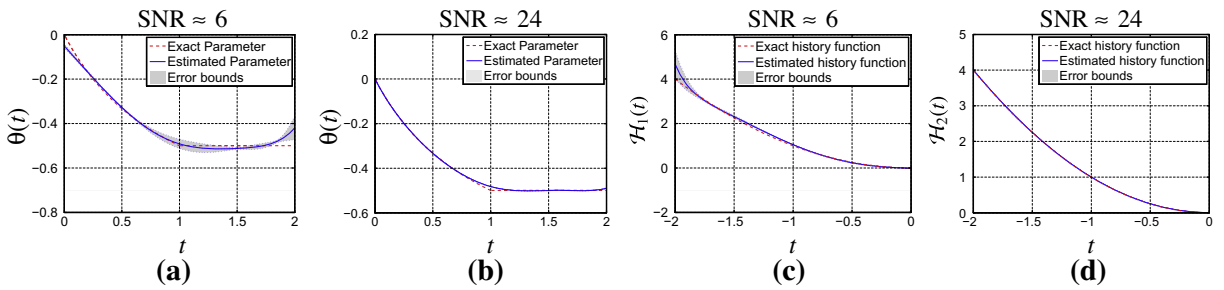 SNR ≈ 6
Exact Parameter
Estimated Parameter
Error bounds
θ(t)
0
−0.2
−0.4
−0.6
−0.8
0 0.5 1 1.5 2
t
(a)
SNR ≈ 24
Exact Parameter
Estimated Parameter
Error bounds
θ(t)
0.2
0
−0.2
−0.4
−0.6
0 0.5 1 1.5 2
t
(b)
SNR ≈ 6
Exact history function
Estimated history function
Error bounds
ℋ₁(t)
6
4
2
0
−2
−2 −1.5 −1 −0.5 0
t
(c)
SNR ≈ 24
Exact history function
Estimated history function
Error bounds
ℋ₂(t)
5
4
3
2
1
0
−2 −1.5 −1 −0.5 0
t
(d)